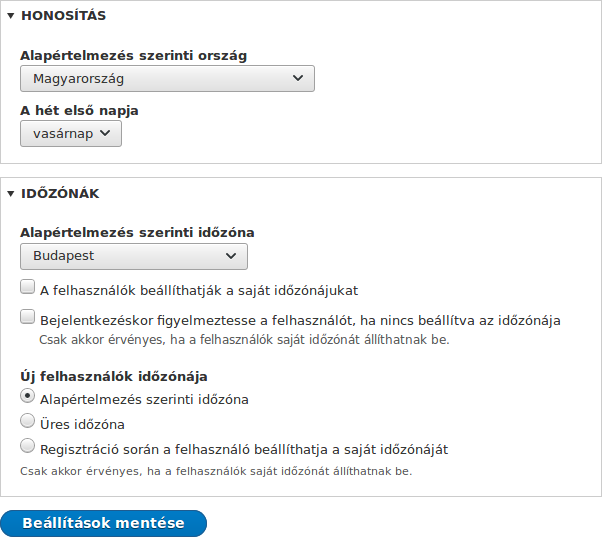 HONOSÍTÁS
Alapértelmezés szerinti ország
Magyarország
A hét első napja
vasárnap
IDŐZÓNÁK
Alapértelmezés szerinti időzóna
Budapest
A felhasználók beállíthatják a saját időzónájukat
Bejelentkezéskor figyelmeztesse a felhasználót, ha nincs beállítva az időzónája
Csak akkor érvényes, ha a felhasználók saját időzónát állíthatnak be.
Új felhasználók időzónája
Alapértelmezés szerinti időzóna
Üres időzóna
Regisztráció során a felhasználó beállíthatja a saját időzónáját
Csak akkor érvényes, ha a felhasználók saját időzónát állíthatnak be.
Beállítások mentése